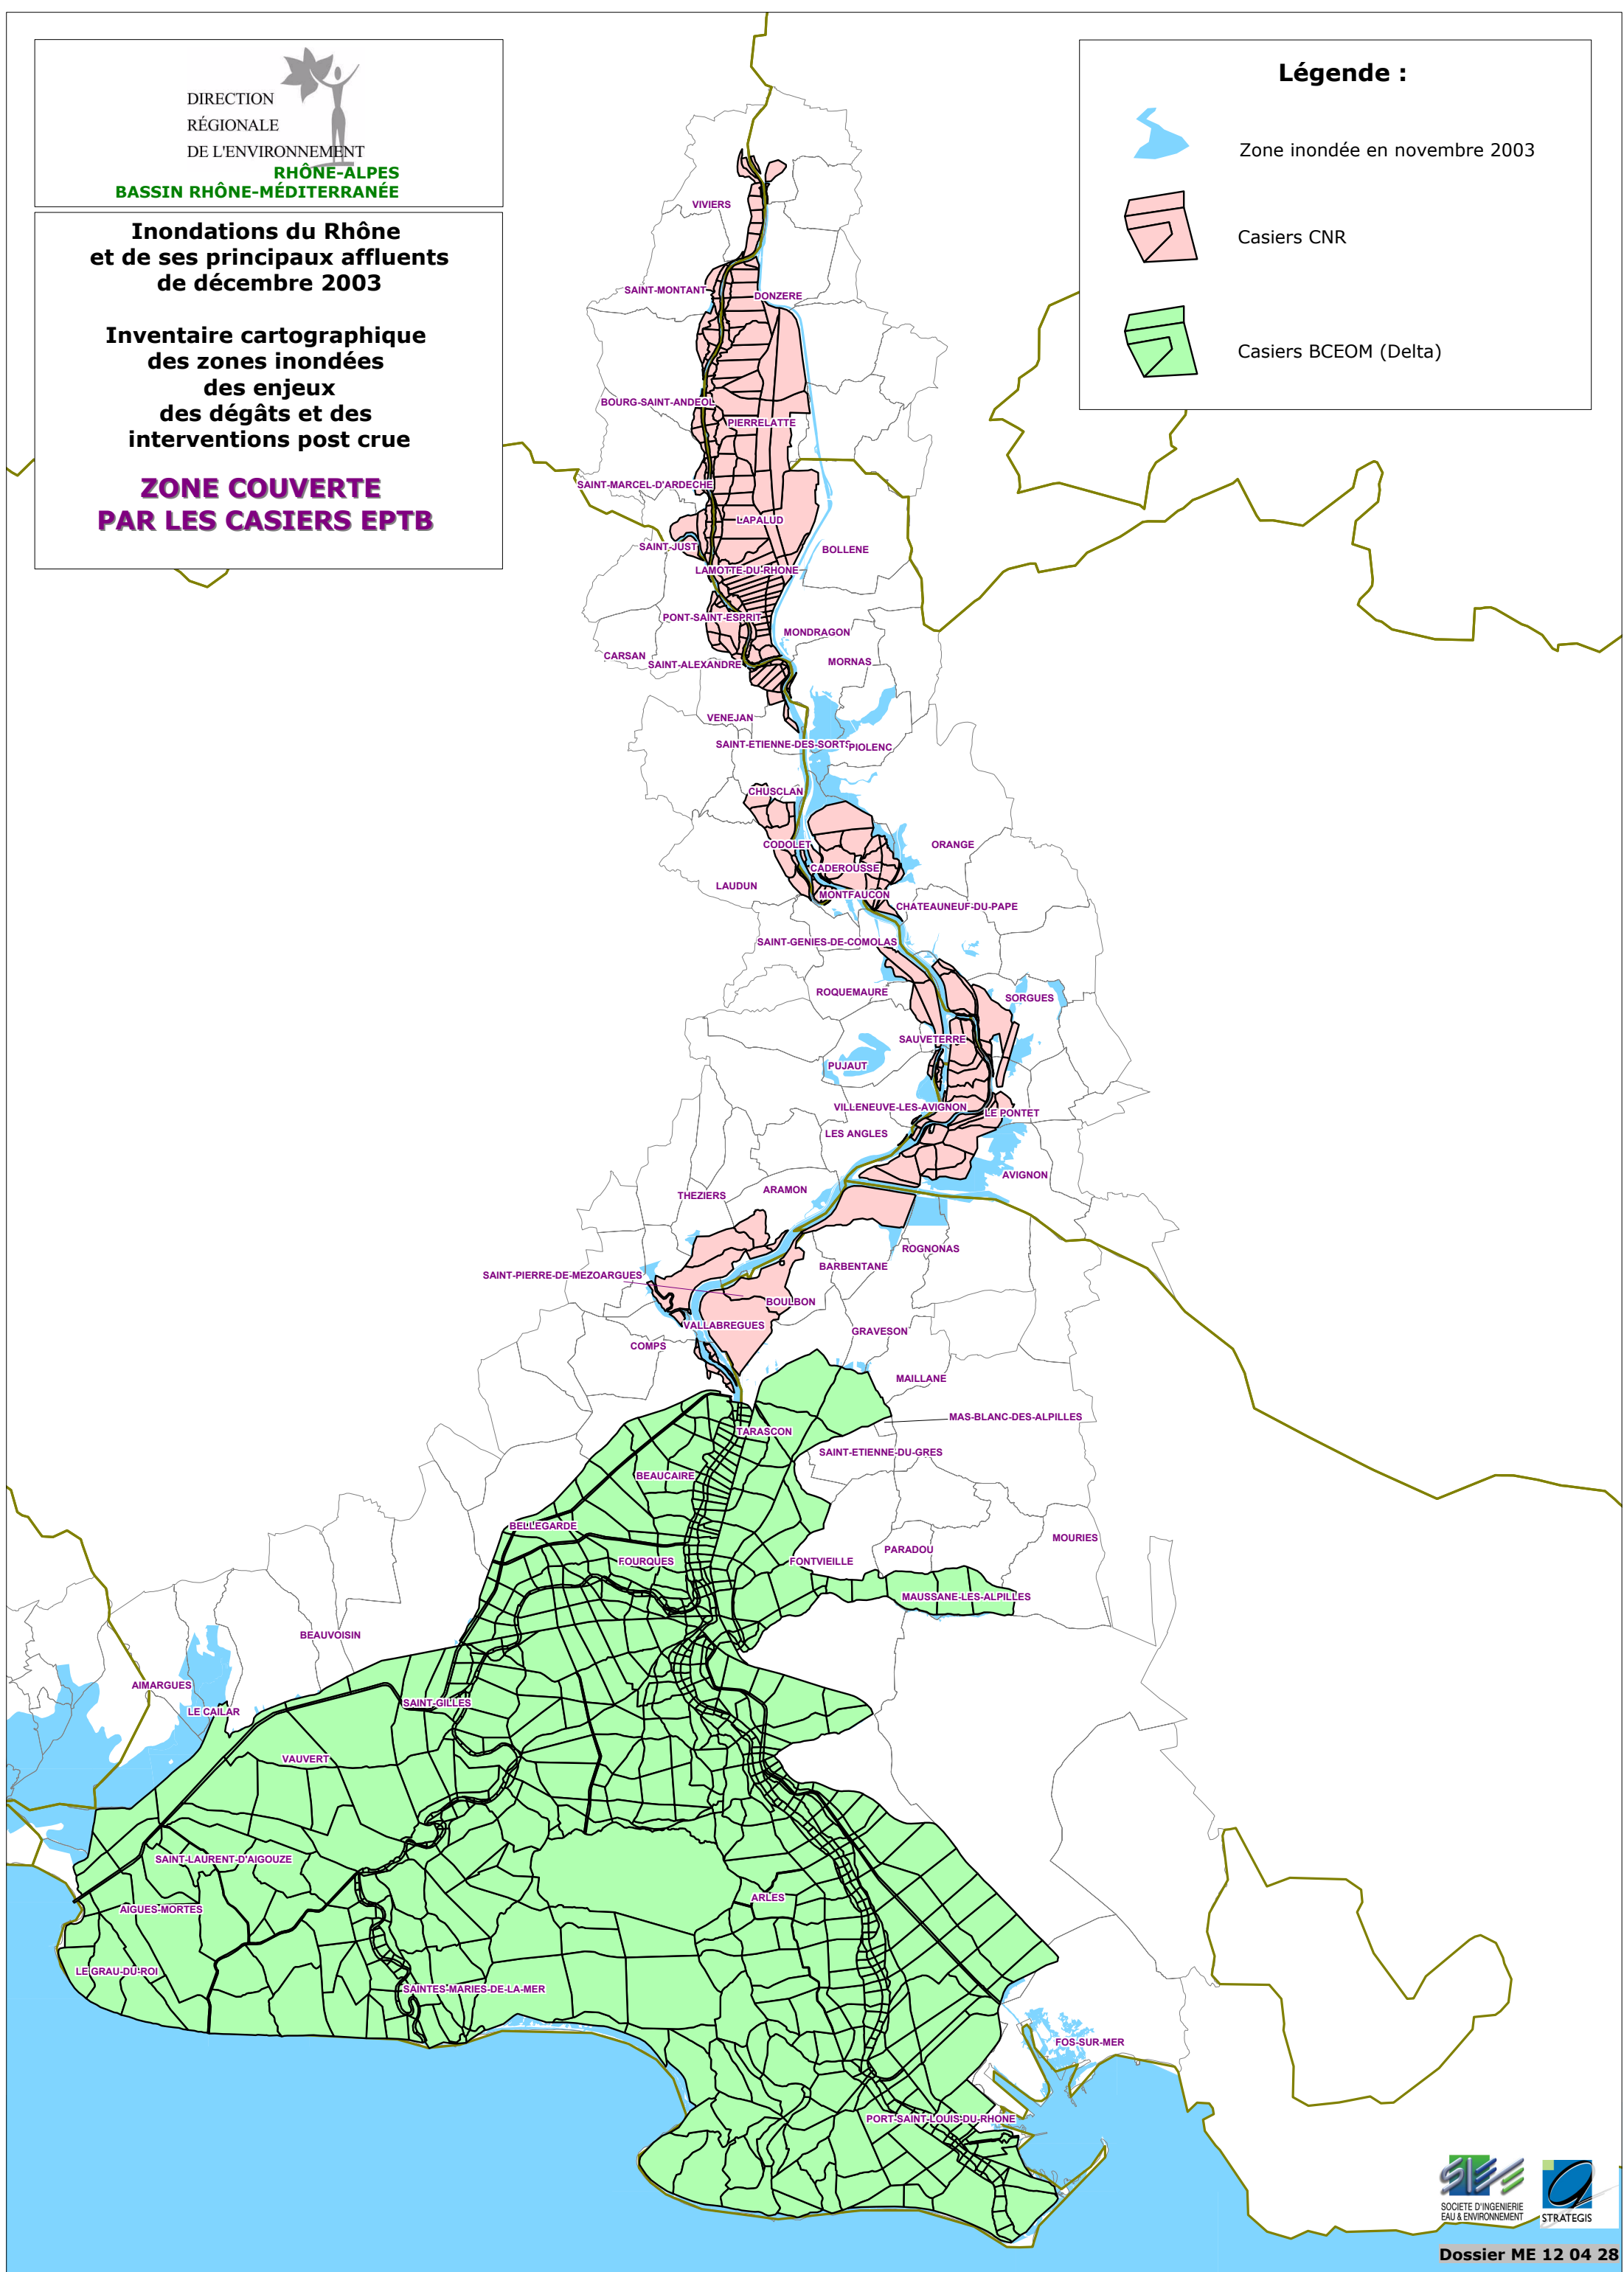 DIRECTION
RÉGIONALE
DE L'ENVIRONNEMENT
RHÔNE-ALPES
BASSIN RHÔNE-MÉDITERRANÉE
Inondations du Rhône
et de ses principaux affluents
de décembre 2003
Inventaire cartographique
des zones inondées
des enjeux
des dégâts et des
interventions post crue
ZONE COUVERTE
PAR LES CASIERS EPTB
Légende :
Zone inondée en novembre 2003
Casiers CNR
Casiers BCEOM (Delta)
VIVIERS
SAINT-MONTANT
DONZERE
BOURG-SAINT-ANDEOL
PIERRELATTE
SAINT-MARCEL-D'ARDECHE
LAPALUD
SAINT-JUST
BOLLENE
LAMOTTE-DU-RHONE
PONT-SAINT-ESPRIT
MONDRAGON
CARSAN
SAINT-ALEXANDRE
MORNAS
VENEJAN
SAINT-ETIENNE-DES-SORTS
PIOLENC
CHUSCLAN
CODOLET
ORANGE
CADEROUSSE
LAUDUN
MONTFAUCON
CHATEAUNEUF-DU-PAPE
SAINT-GENIES-DE-COMOLAS
ROQUEMAURE
SORGUES
SAUVETERRE
PUJAUT
VILLENEUVE-LES-AVIGNON
LE PONTET
LES ANGLES
AVIGNON
ARAMON
THEZIERS
ROGNONAS
BARBENTANE
SAINT-PIERRE-DE-MEZOARGUES
BOULBON
VALLABREGUES
GRAVESON
COMPS
MAILLANE
MAS-BLANC-DES-ALPILLES
TARASCON
SAINT-ETIENNE-DU-GRES
BEAUCAIRE
BELLEGARDE
MOURIES
PARADOU
FOURQUES
FONTVIEILLE
MAUSSANE-LES-ALPILLES
BEAUVOISIN
AIMARGUES
SAINT-GILLES
LE CAILAR
VAUVERT
SAINT-LAURENT-D'AIGOUZE
ARLES
AIGUES-MORTES
LE GRAU-DU-ROI
SAINTES-MARIES-DE-LA-MER
FOS-SUR-MER
PORT-SAINT-LOUIS-DU-RHONE
SIEE
SOCIETE D'INGENIERIE
EAU & ENVIRONNEMENT
STRATEGIS
Dossier ME 12 04 28